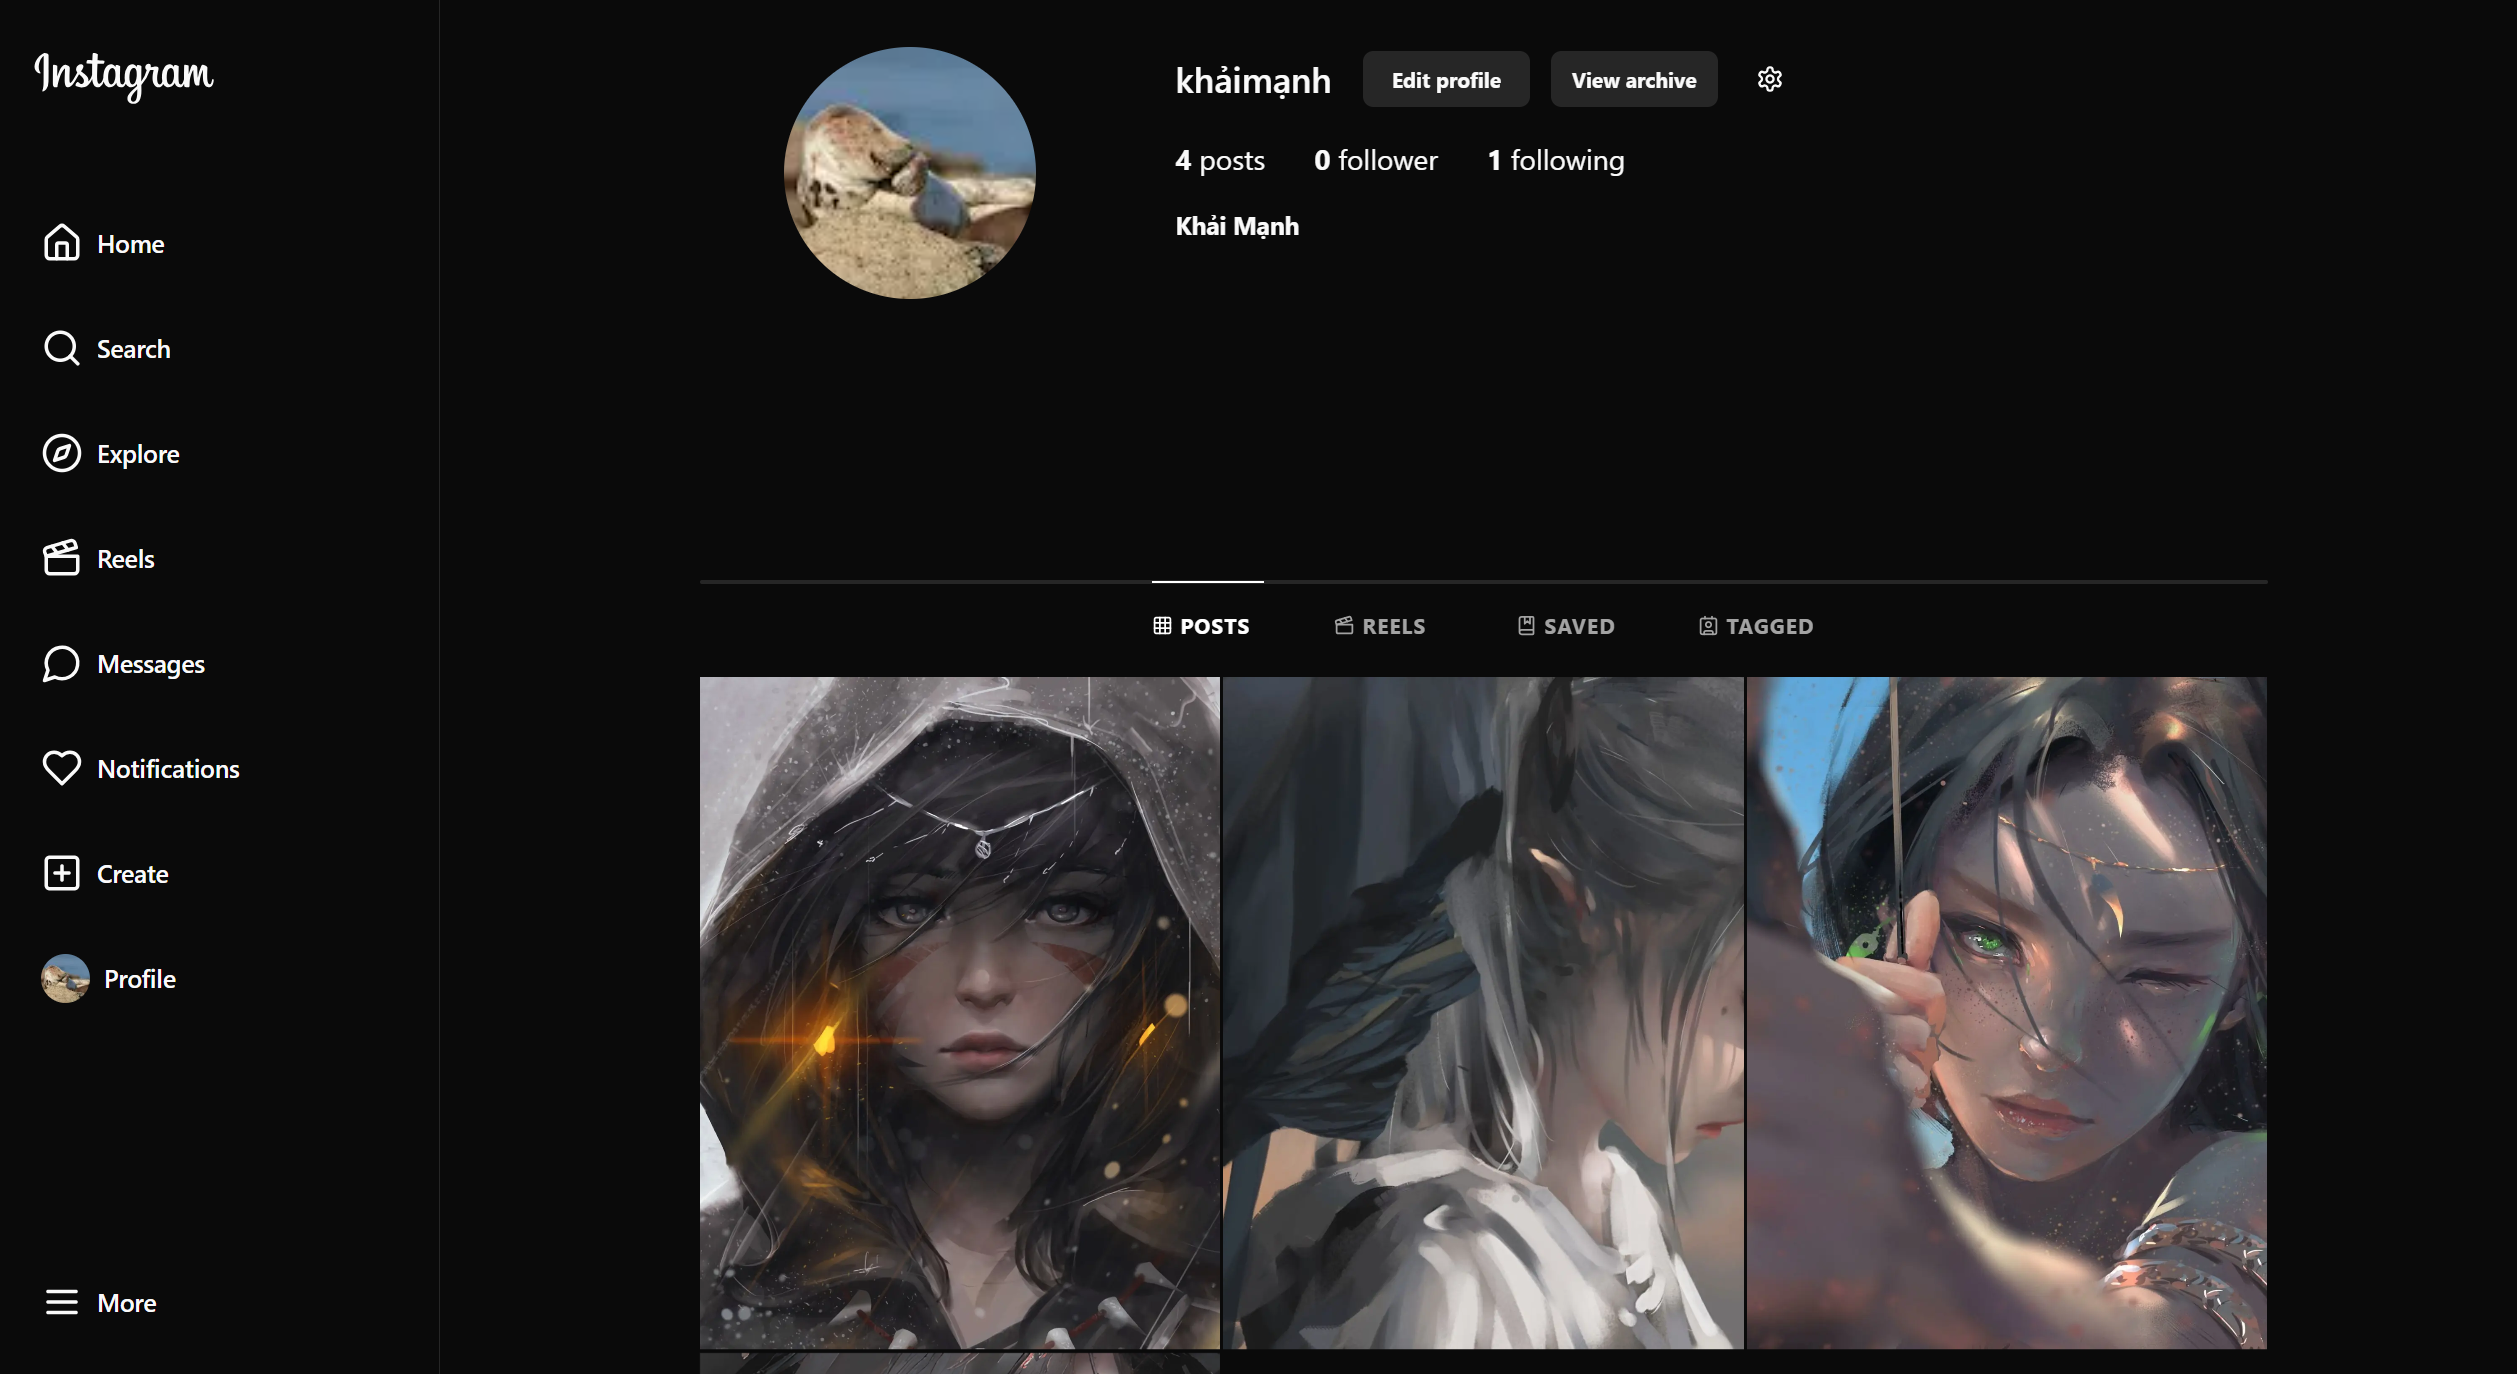 Instagram
Home
Search
Explore
Reels
Messages
Notifications
Create
Profile
More
khảimạnh Edit profile View archive
4 posts 0 follower 1 following
Khải Mạnh
POSTS REELS SAVED TAGGED